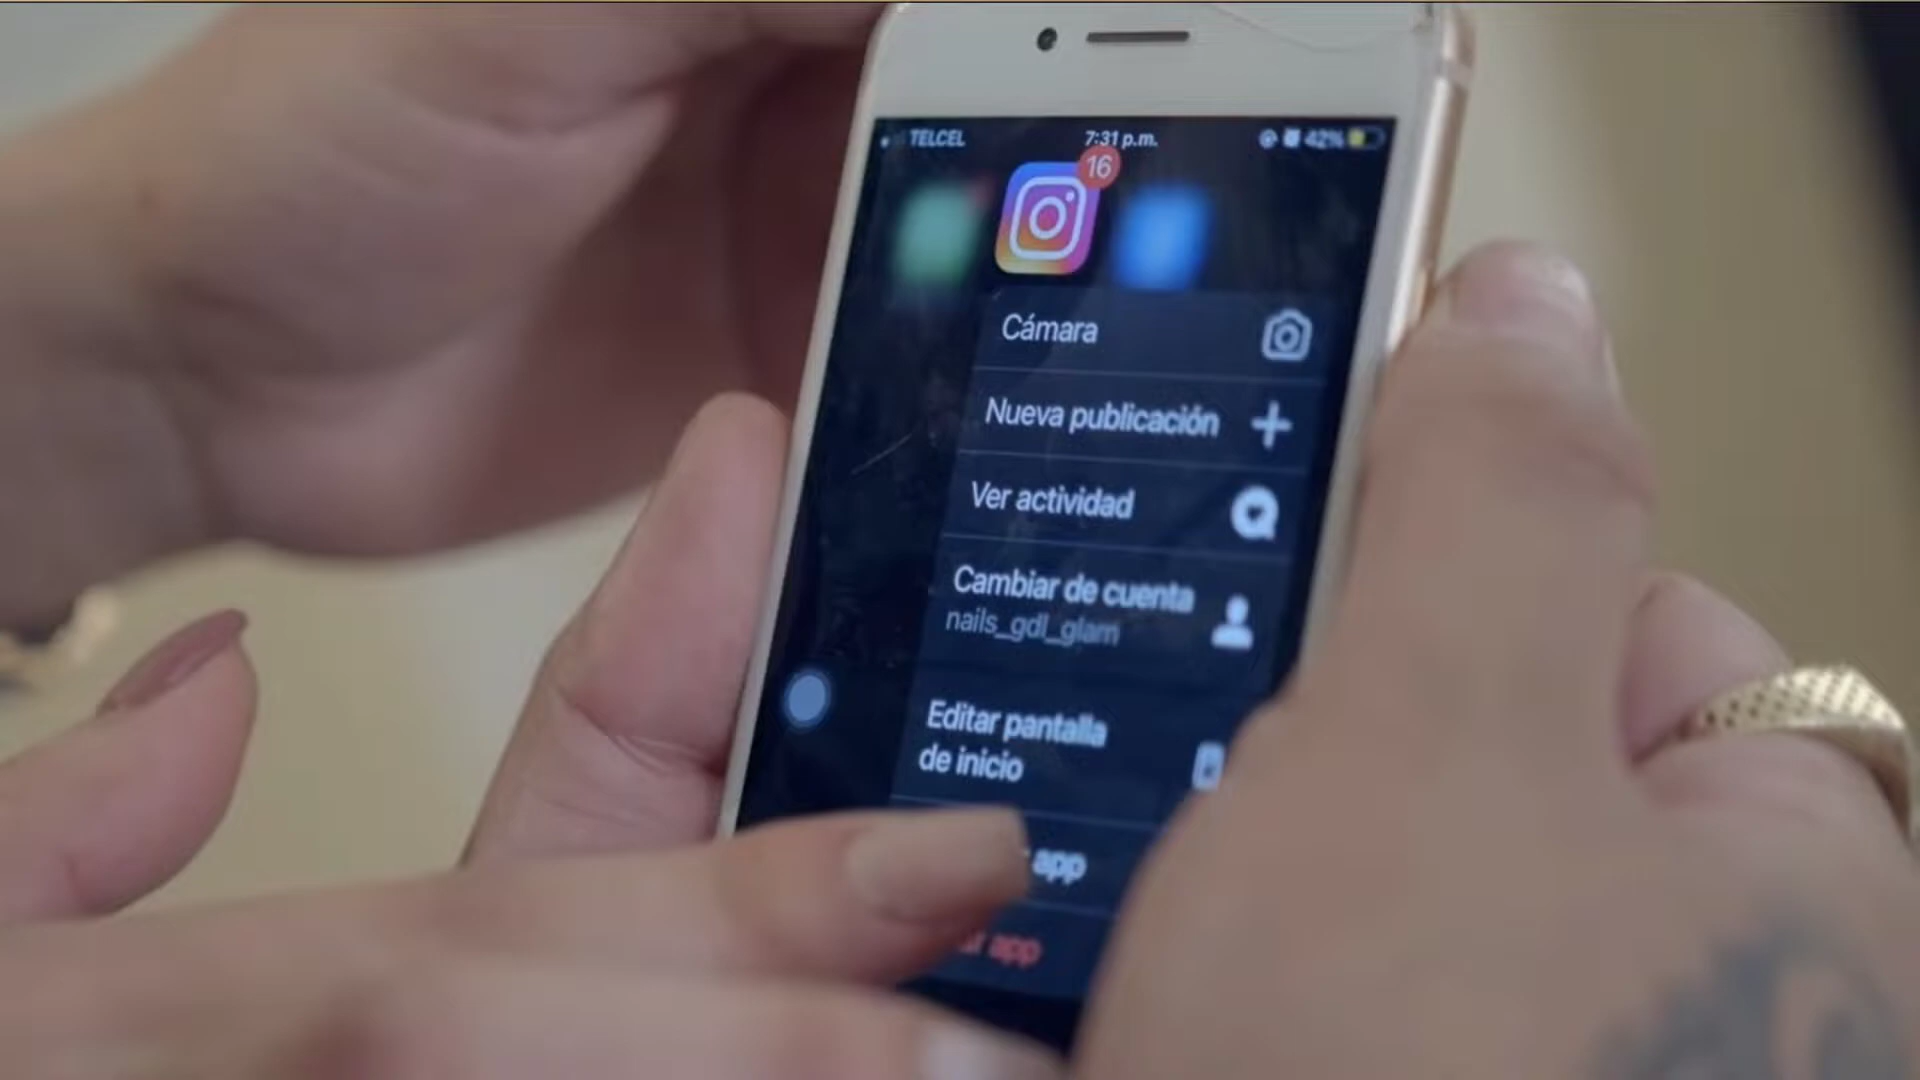 TELCEL
7:31 p.m.
42%
16
Cámara
Nueva publicación
Ver actividad
Cambiar de cuenta
nails_gdl_glam
Editar pantalla
de inicio
app
app